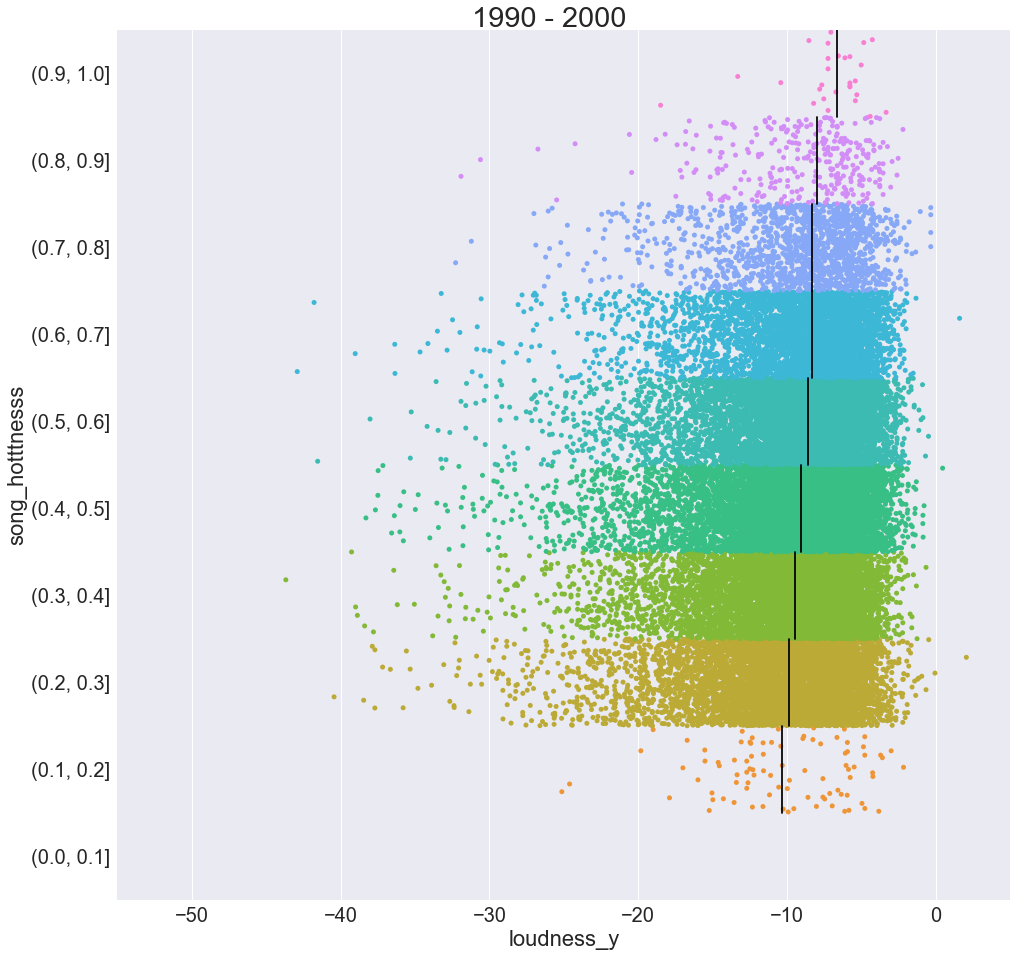 1990 - 2000
(0.9, 1.0]
(0.8, 0.9]
(0.7, 0.8]
(0.6, 0.7]
(0.5, 0.6]
(0.4, 0.5]
(0.3, 0.4]
(0.2, 0.3]
(0.1, 0.2]
(0.0, 0.1]
song_hotttnesss
−50 −40 −30 −20 −10 0
loudness_y